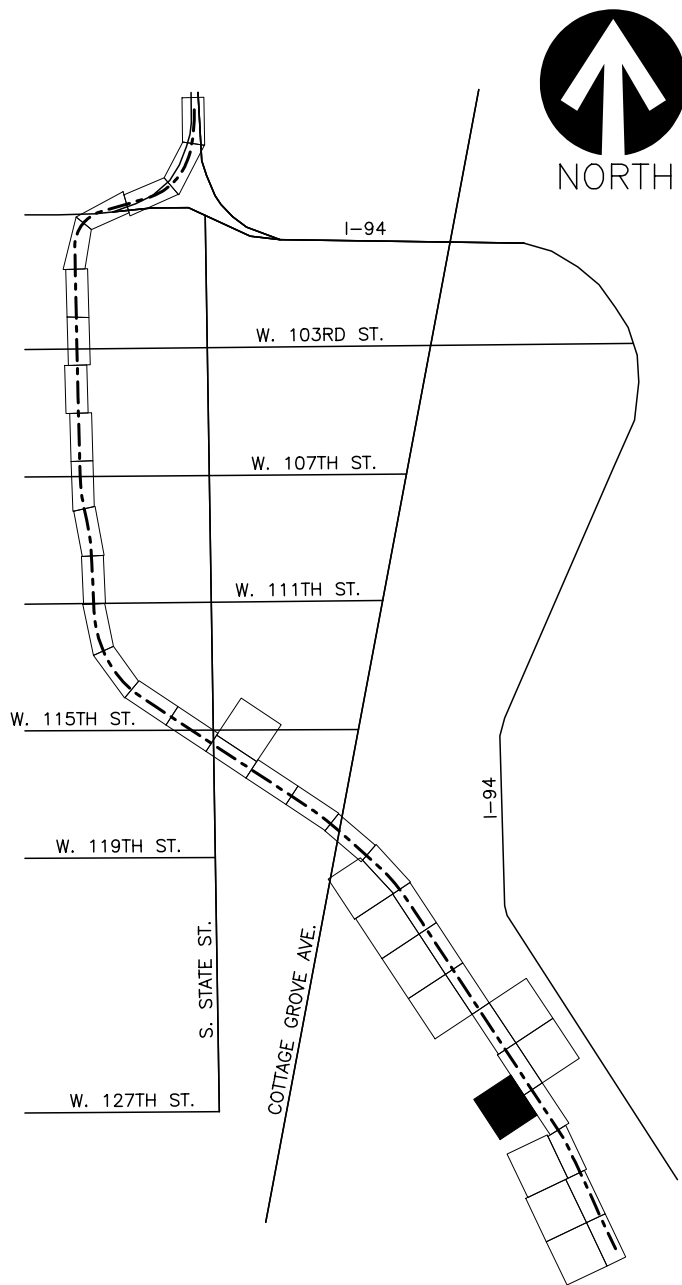 NORTH
I-94
W. 103RD ST.
W. 107TH ST.
W. 111TH ST.
W. 115TH ST.
I-94
W. 119TH ST.
S. STATE ST.
COTTAGE GROVE AVE.
W. 127TH ST.